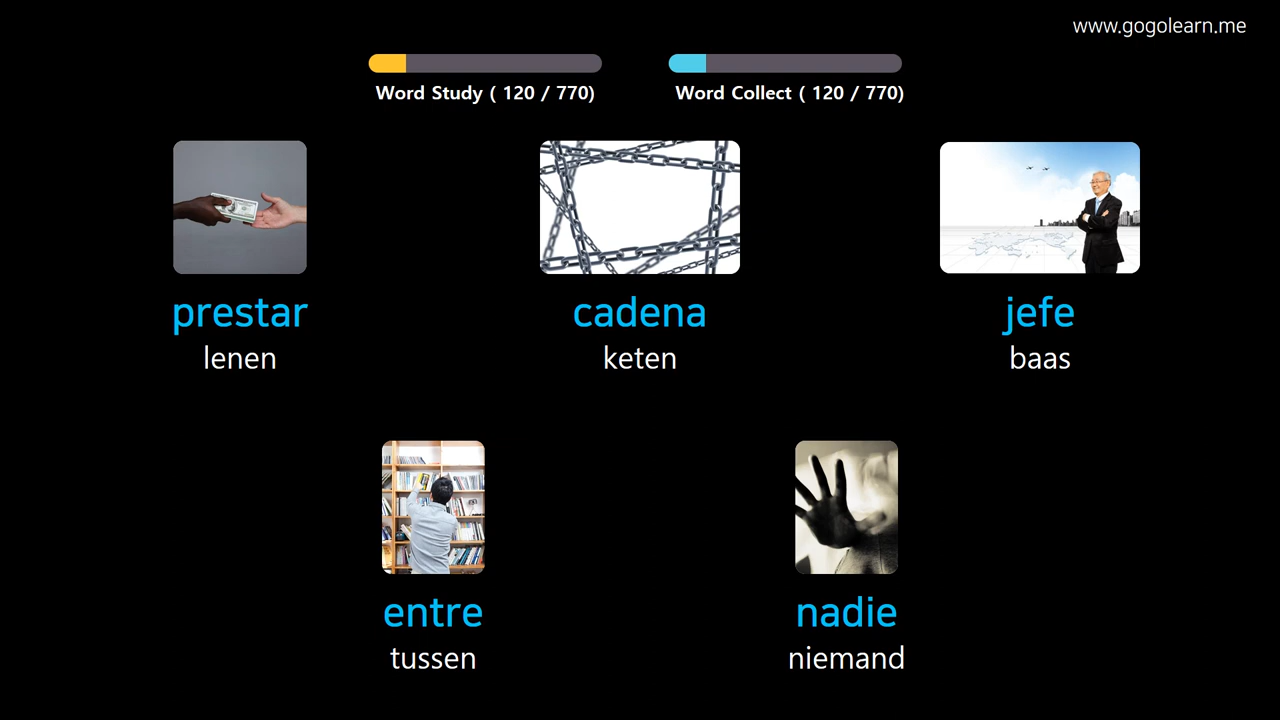 www.gogolearn.me
Word Study ( 120 / 770)
Word Collect ( 120 / 770)
prestar
lenen
cadena
keten
jefe
baas
entre
tussen
nadie
niemand